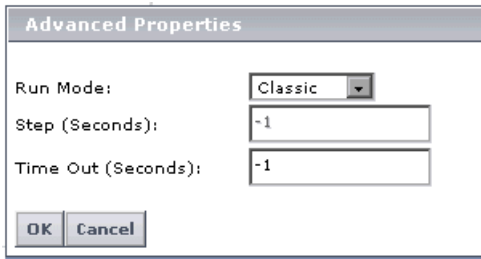 Advanced Properties
Run Mode: Classic
Step (Seconds): -1
Time Out (Seconds): -1
OK Cancel